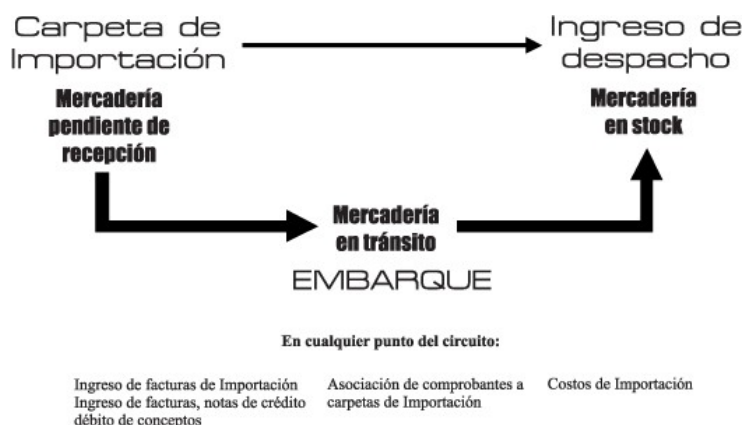 Carpeta de
Importación
Mercadería
pendiente de
recepción
Ingreso de
despacho
Mercadería
en stock
Mercadería
en tránsito
EMBARQUE
En cualquier punto del circuito:
Ingreso de facturas de Importación
Ingreso de facturas, notas de crédito
débito de conceptos
Asociación de comprobantes a
carpetas de Importación
Costos de Importación